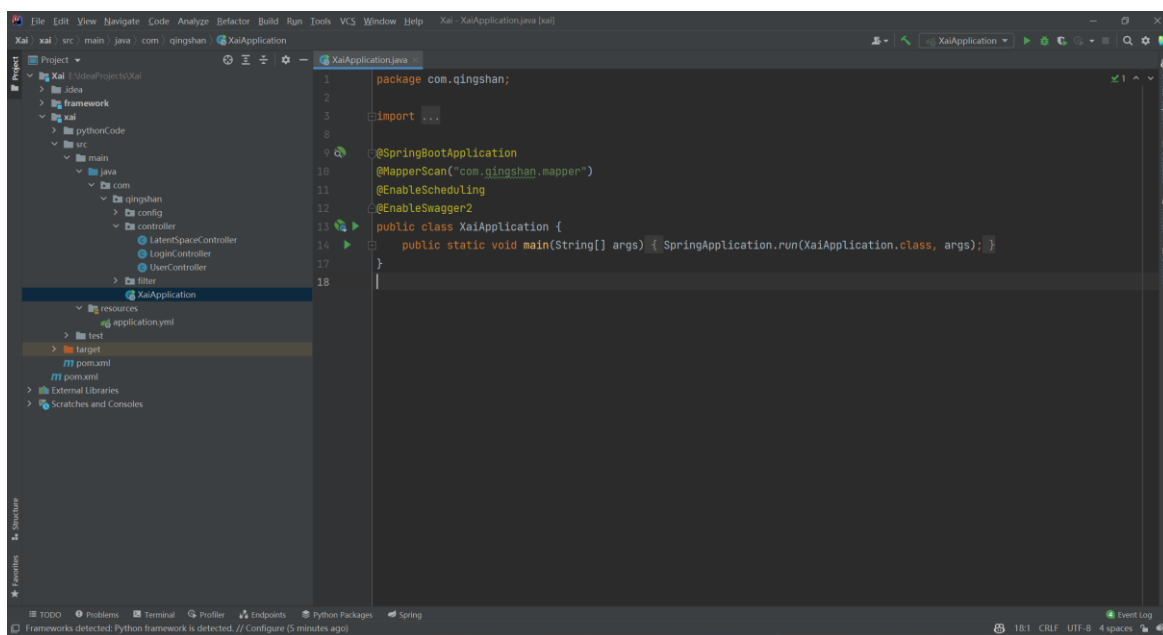 File Edit View Navigate Code Analyze Refactor Build Run Tools VCS Window Help Xai - XaiApplication.java [xai]
Xai xai src main java com qingshan XaiApplication
XaiApplication
Project
Project
XaiApplication.java
Xai E:\IdeaProjects\Xai
.idea
framework
xai
pythonCode
src
main
java
com
qingshan
config
controller
LatentSpaceController
LoginController
UserController
filter
XaiApplication
resources
application.yml
test
target
pom.xml
pom.xml
External Libraries
Scratches and Consoles
1 package com.qingshan;
2
3 import ...
8
9 @SpringBootApplication
10 @MapperScan("com.qingshan.mapper")
11 @EnableScheduling
12 @EnableSwagger2
13 public class XaiApplication {
14 public static void main(String[] args) { SpringApplication.run(XaiApplication.class, args); }
17 }
18
1
Structure
Favorites
TODO Problems Terminal Profiler Endpoints Python Packages Spring 4 Event Log
Frameworks detected: Python framework is detected. // Configure (5 minutes ago) 18:1 CRLF UTF-8 4 spaces